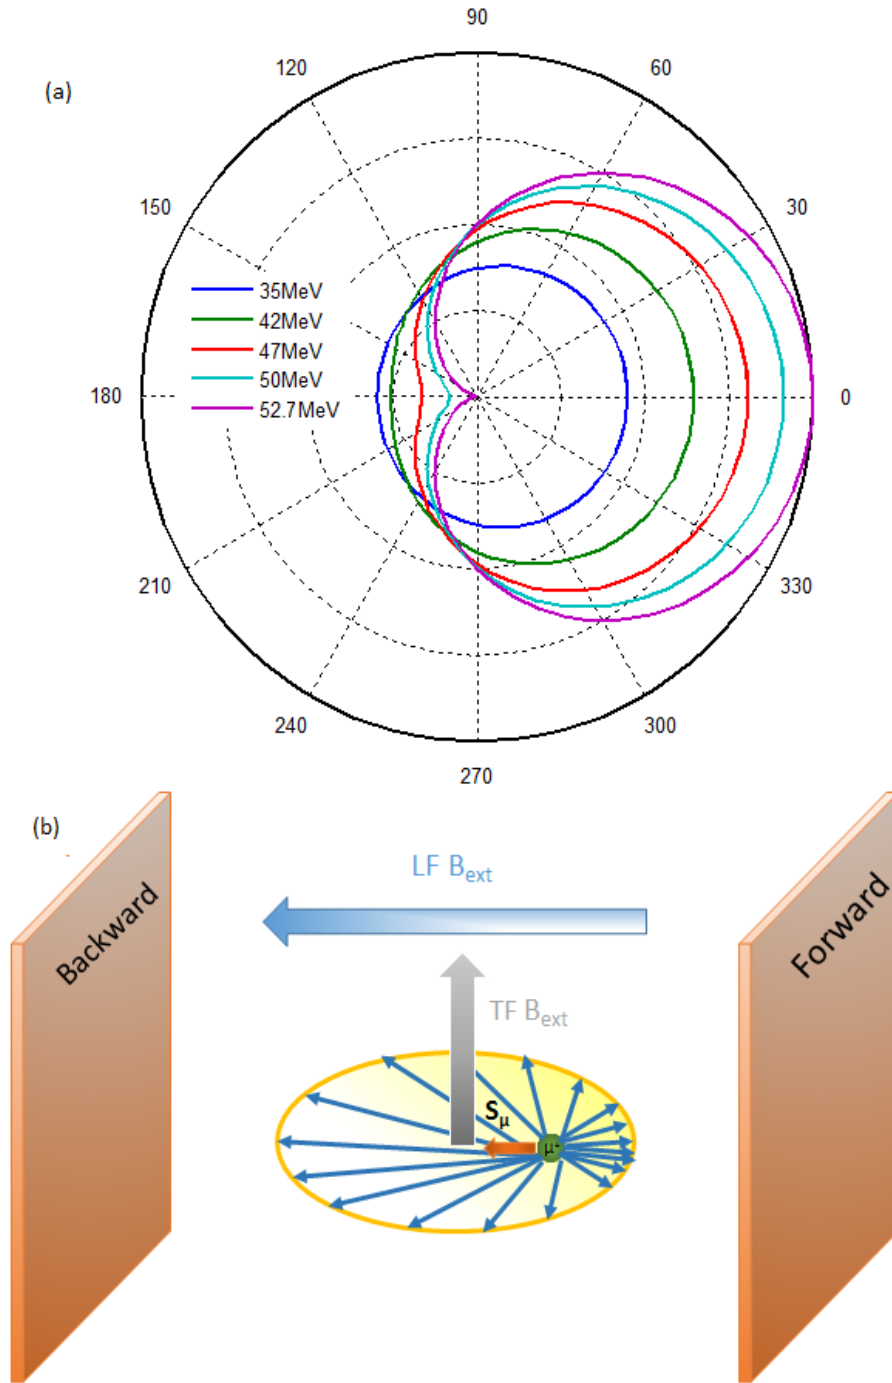 90
120
60
(a)
150
30
35MeV
42MeV
47MeV
50MeV
52.7MeV
180
0
210
330
240
300
270
(b)
LF Bext
Backward
Forward
TF Bext
Sμ
μ+